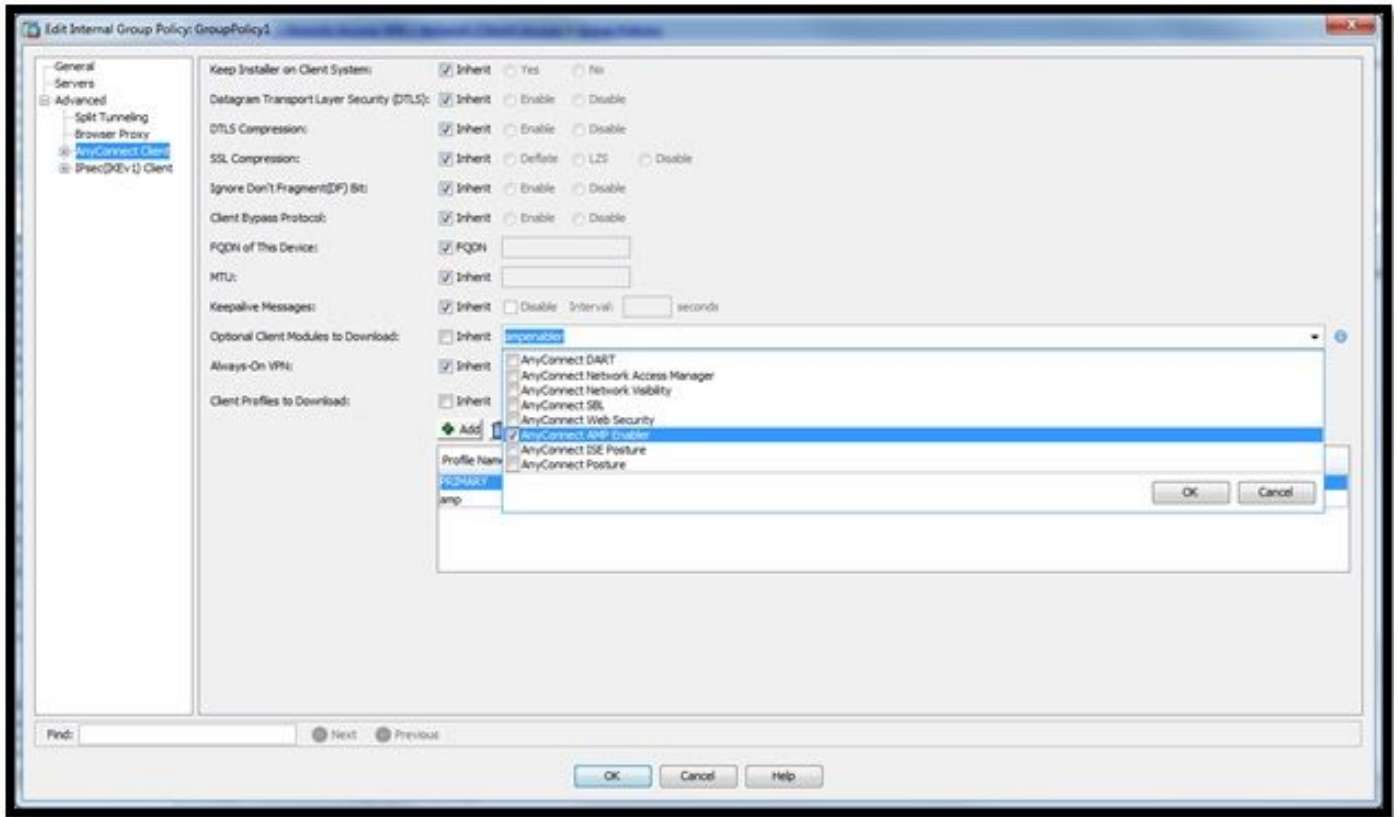 Edit Internal Group Policy: GroupPolicy1
General
Servers
Advanced
Split Tunneling
Browser Proxy
AnyConnect Client
IPsec(IKEv1) Client
Keep Installer on Client System: Inherit Yes No
Datagram Transport Layer Security (DTLS): Inherit Enable Disable
DTLS Compression: Inherit Enable Disable
SSL Compression: Inherit Deflate LZS Disable
Ignore Don't Fragment(DF) Bit: Inherit Enable Disable
Client Bypass Protocol: Inherit Enable Disable
FQDN of This Device: FQDN
MTU: Inherit
Keepalive Messages: Inherit Disable Interval: seconds
Optional Client Modules to Download: Inherit ampenabler
Always-On VPN: Inherit
Client Profiles to Download: Inherit
AnyConnect DART
AnyConnect Network Access Manager
AnyConnect Network Visibility
AnyConnect SBL
AnyConnect Web Security
AnyConnect AMP Enabler
AnyConnect ISE Posture
AnyConnect Posture
OK Cancel
Add
Profile Name
PRIMARY
amp
Find: Next Previous
OK Cancel Help